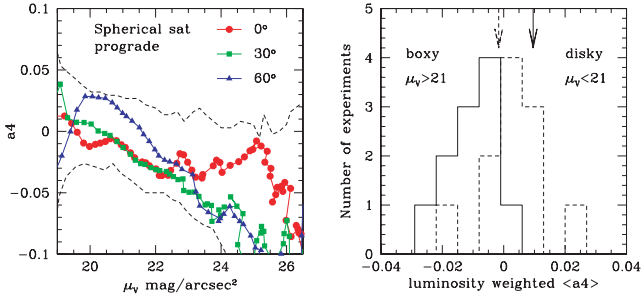 Spherical sat
prograde
0°
30°
60°
0.1
0.05
0
-0.05
-0.1
a4
20
22
24
26
μᵥ mag/arcsec²
boxy
μᵥ>21
disky
μᵥ<21
5
4
3
2
1
0
Number of experiments
-0.04
-0.02
0
0.02
0.04
luminosity weighted <a4>